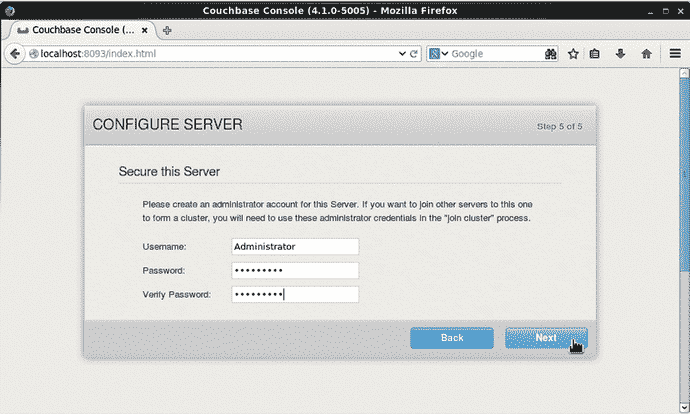 Couchbase Console (4.1.0-5005) - Mozilla Firefox
Couchbase Console (...
localhost:8093/index.html
Google
CONFIGURE SERVER
Step 5 of 5
Secure this Server
Please create an administrator account for this Server. If you want to join other servers to this one
to form a cluster, you will need to use these administrator credentials in the "join cluster" process.
Username: Administrator
Password: •••••••••
Verify Password: •••••••••
Back Next